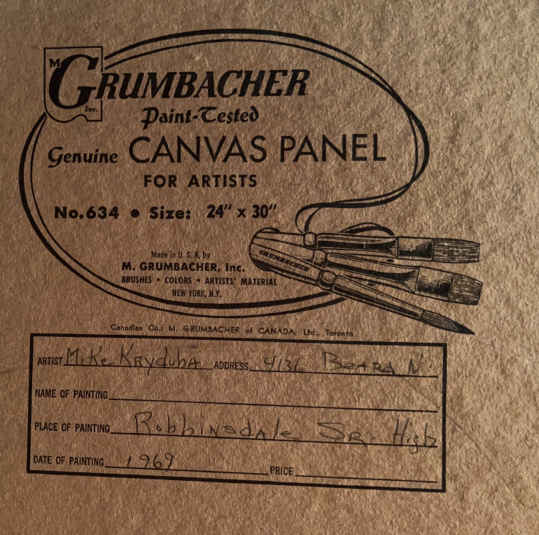 M. GRUMBACHER Inc.
Paint-Tested
Genuine CANVAS PANEL
FOR ARTISTS
No.634 • Size: 24" x 30"
Made in U. S. A. by
M. GRUMBACHER, Inc.
BRUSHES • COLORS • ARTISTS' MATERIAL
NEW YORK, N.Y.
GRUMBACHER
Canadian Co.: M. GRUMBACHER of CANADA, Ltd., Toronto
ARTIST Mike Kryduba ADDRESS 4136 Beard N.
NAME OF PAINTING
PLACE OF PAINTING Robbinsdale Sr. High
DATE OF PAINTING 1969 PRICE